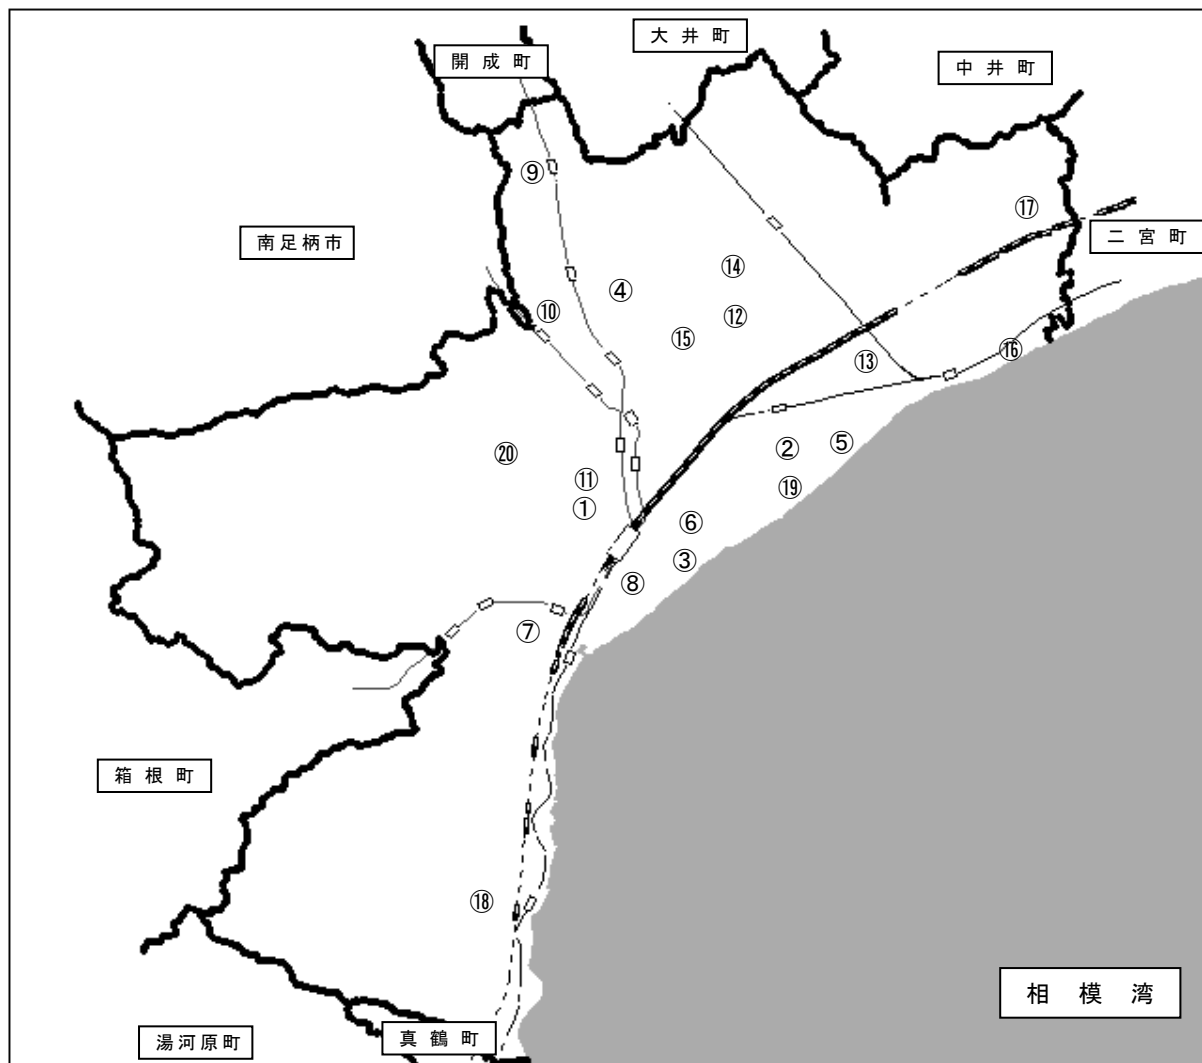 大井町
開成町
中井町
⑨
⑰
南足柄市
二宮町
⑭
④
⑩
⑫
⑮
⑯
⑬
②
⑤
⑳
⑪
⑲
①
⑥
③
⑧
⑦
箱根町
⑱
相模湾
真鶴町
湯河原町